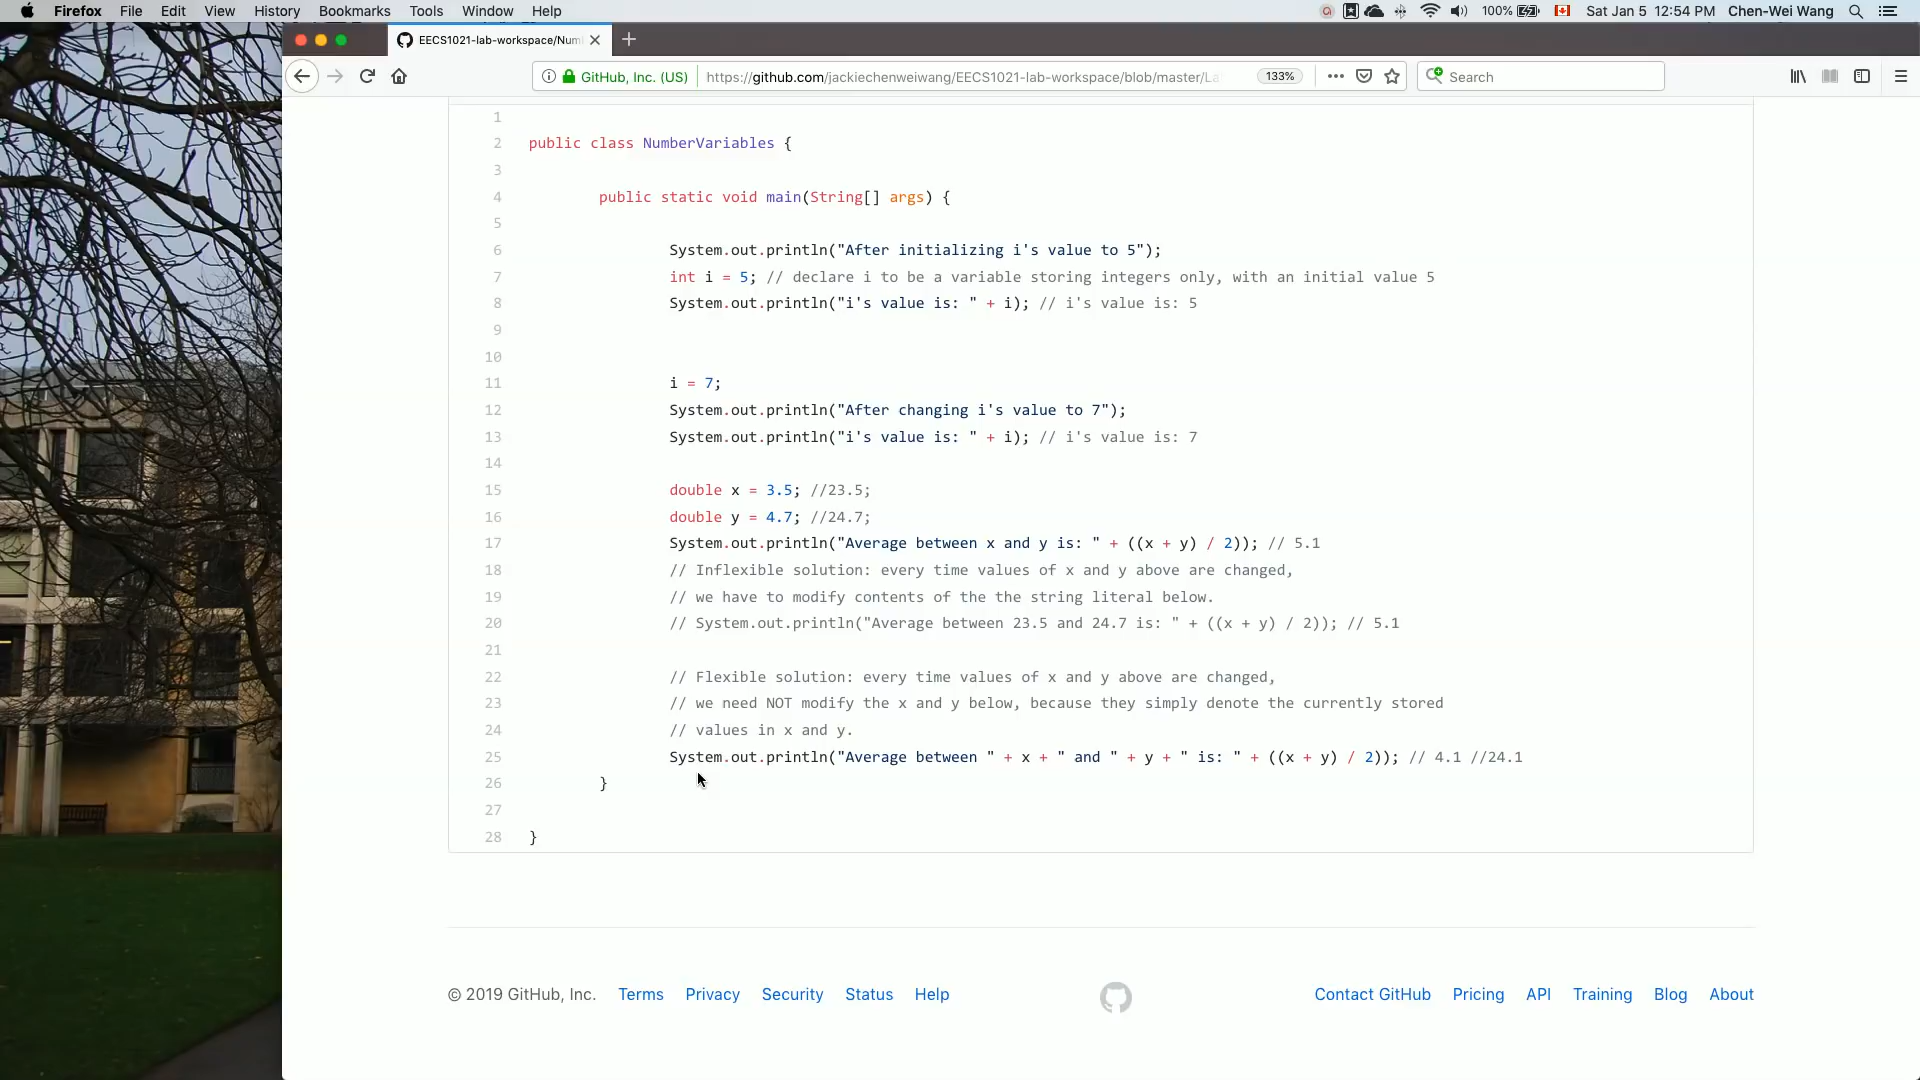 Firefox File Edit View History Bookmarks Tools Window Help 100% Sat Jan 5 12:54 PM Chen-Wei Wang
EECS1021-lab-workspace/Num
GitHub, Inc. (US) https://github.com/jackiechenweiwang/EECS1021-lab-workspace/blob/master/La 133% Search
1
2 public class NumberVariables {
3
4 public static void main(String[] args) {
5
6 System.out.println("After initializing i's value to 5");
7 int i = 5; // declare i to be a variable storing integers only, with an initial value 5
8 System.out.println("i's value is: " + i); // i's value is: 5
9
10
11 i = 7;
12 System.out.println("After changing i's value to 7");
13 System.out.println("i's value is: " + i); // i's value is: 7
14
15 double x = 3.5; //23.5;
16 double y = 4.7; //24.7;
17 System.out.println("Average between x and y is: " + ((x + y) / 2)); // 5.1
18 // Inflexible solution: every time values of x and y above are changed,
19 // we have to modify contents of the the string literal below.
20 // System.out.println("Average between 23.5 and 24.7 is: " + ((x + y) / 2)); // 5.1
21
22 // Flexible solution: every time values of x and y above are changed,
23 // we need NOT modify the x and y below, because they simply denote the currently stored
24 // values in x and y.
25 System.out.println("Average between " + x + " and " + y + " is: " + ((x + y) / 2)); // 4.1 //24.1
26 }
27
28 }
© 2019 GitHub, Inc. Terms Privacy Security Status Help Contact GitHub Pricing API Training Blog About